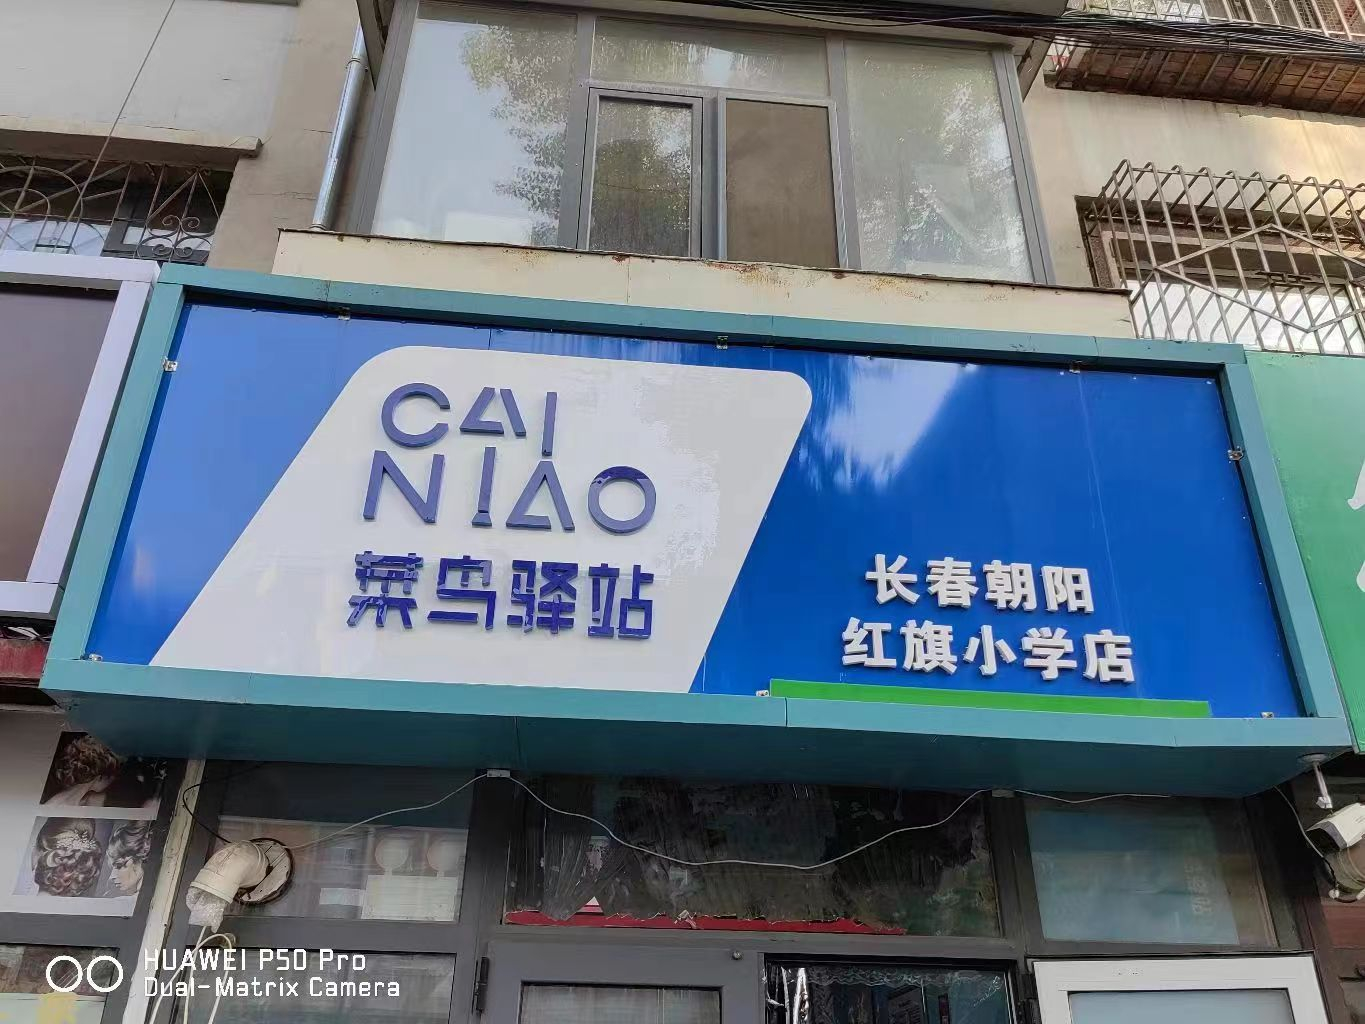 CAI
NIAO
菜鸟驿站
长春朝阳
红旗小学店
HUAWEI P50 Pro
Dual-Matrix Camera